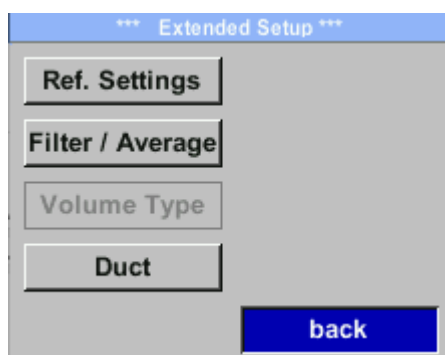 *** Extended Setup ***
Ref. Settings
Filter / Average
Volume Type
Duct
back